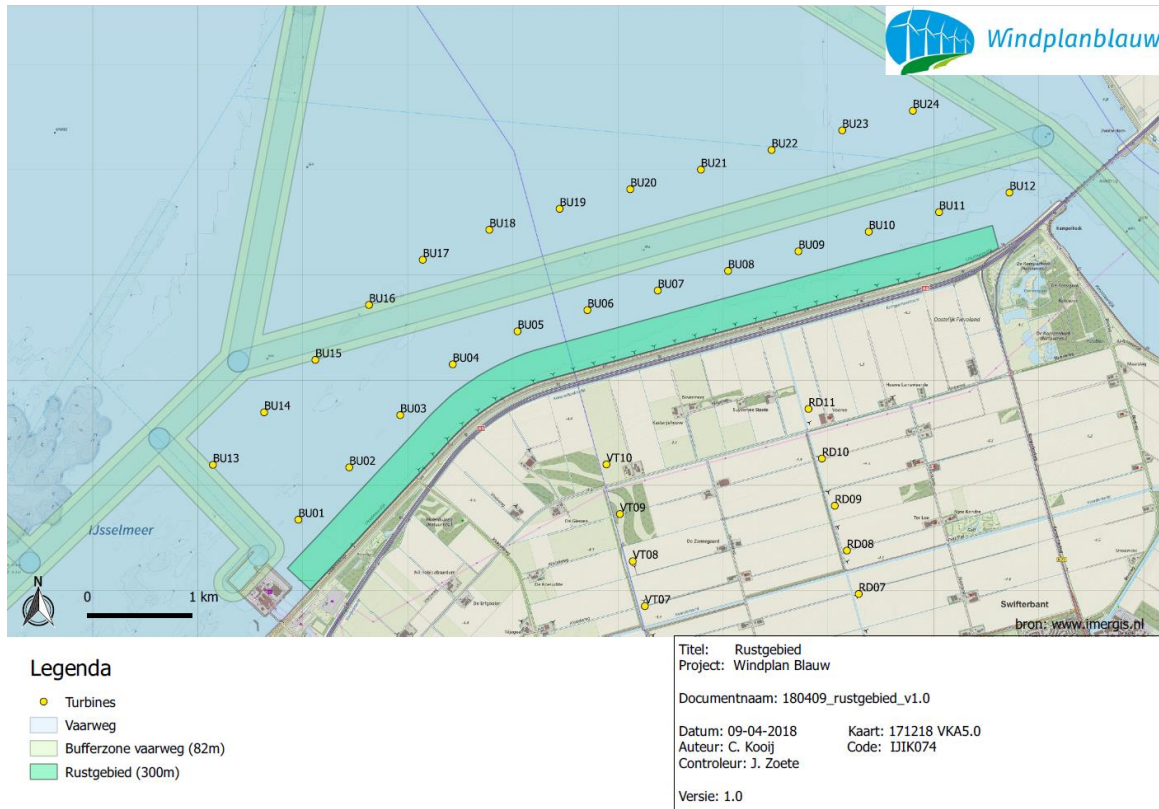 Windplanblauw
BU24
BU23
BU22
BU21
BU20
BU12
BU19
BU11
BU18
BU10
BU09
BU17
BU08
BU07
BU16
BU06
BU05
BU15
BU04
BU14
BU03
RD11
BU13
BU02
VT10
RD10
BU01
VT09
RD09
IJsselmeer
RD08
VT08
RD07
VT07
Swifterbant
N
0 1 km
bron: www.imergis.nl
Legenda
Turbines
Vaarweg
Bufferzone vaarweg (82m)
Rustgebied (300m)
Titel: Rustgebied
Project: Windplan Blauw
Documentnaam: 180409_rustgebied_v1.0
Datum: 09-04-2018 Kaart: 171218 VKA5.0
Auteur: C. Kooij Code: IJIK074
Controleur: J. Zoete
Versie: 1.0